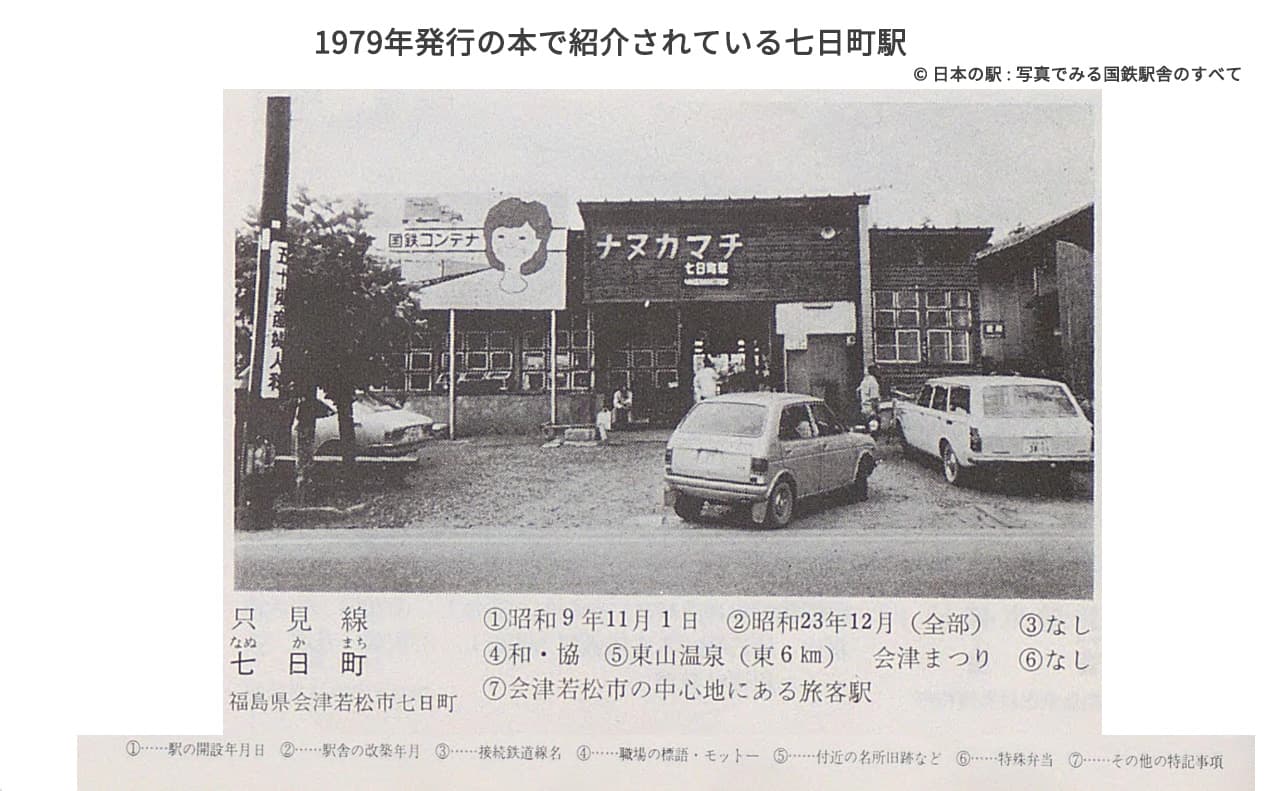 1979年発行の本で紹介されている七日町駅
© 日本の駅 : 写真でみる国鉄駅舎のすべて
国鉄コンテナ
ナヌカマチ
七日町駅
只見線
なぬかまち
七日町
福島県会津若松市七日町
①昭和9年11月1日 ②昭和23年12月（全部） ③なし
④和・協 ⑤東山温泉（東6km） 会津まつり ⑥なし
⑦会津若松市の中心地にある旅客駅
①……駅の開設年月日 ②……駅舎の改築年月 ③……接続鉄道線名 ④……職場の標語・モットー ⑤……付近の名所旧跡など ⑥……特殊弁当 ⑦……その他の特記事項